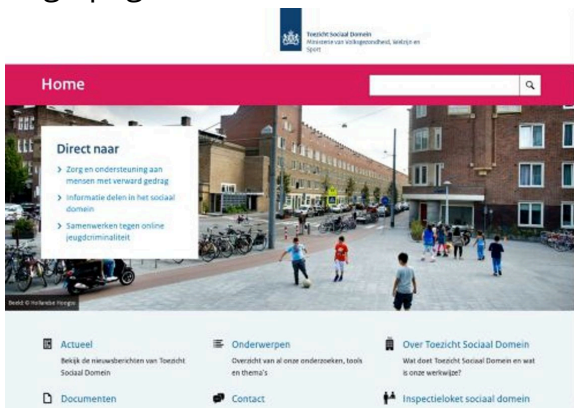 Toezicht Sociaal Domein
Ministerie van Volksgezondheid, Welzijn en
Sport
Home
Direct naar
Zorg en ondersteuning aan
mensen met verward gedrag
Informatie delen in het sociaal
domein
Samenwerken tegen online
jeugdcriminaliteit
Beeld © Hollandse Hoogte
Actueel
Bekijk de nieuwsberichten van Toezicht
Sociaal Domein
Onderwerpen
Overzicht van al onze onderzoeken, tools
en thema's
Over Toezicht Sociaal Domein
Wat doet Toezicht Sociaal Domein en wat
is onze werkwijze?
Documenten
Contact
Inspectieloket sociaal domein